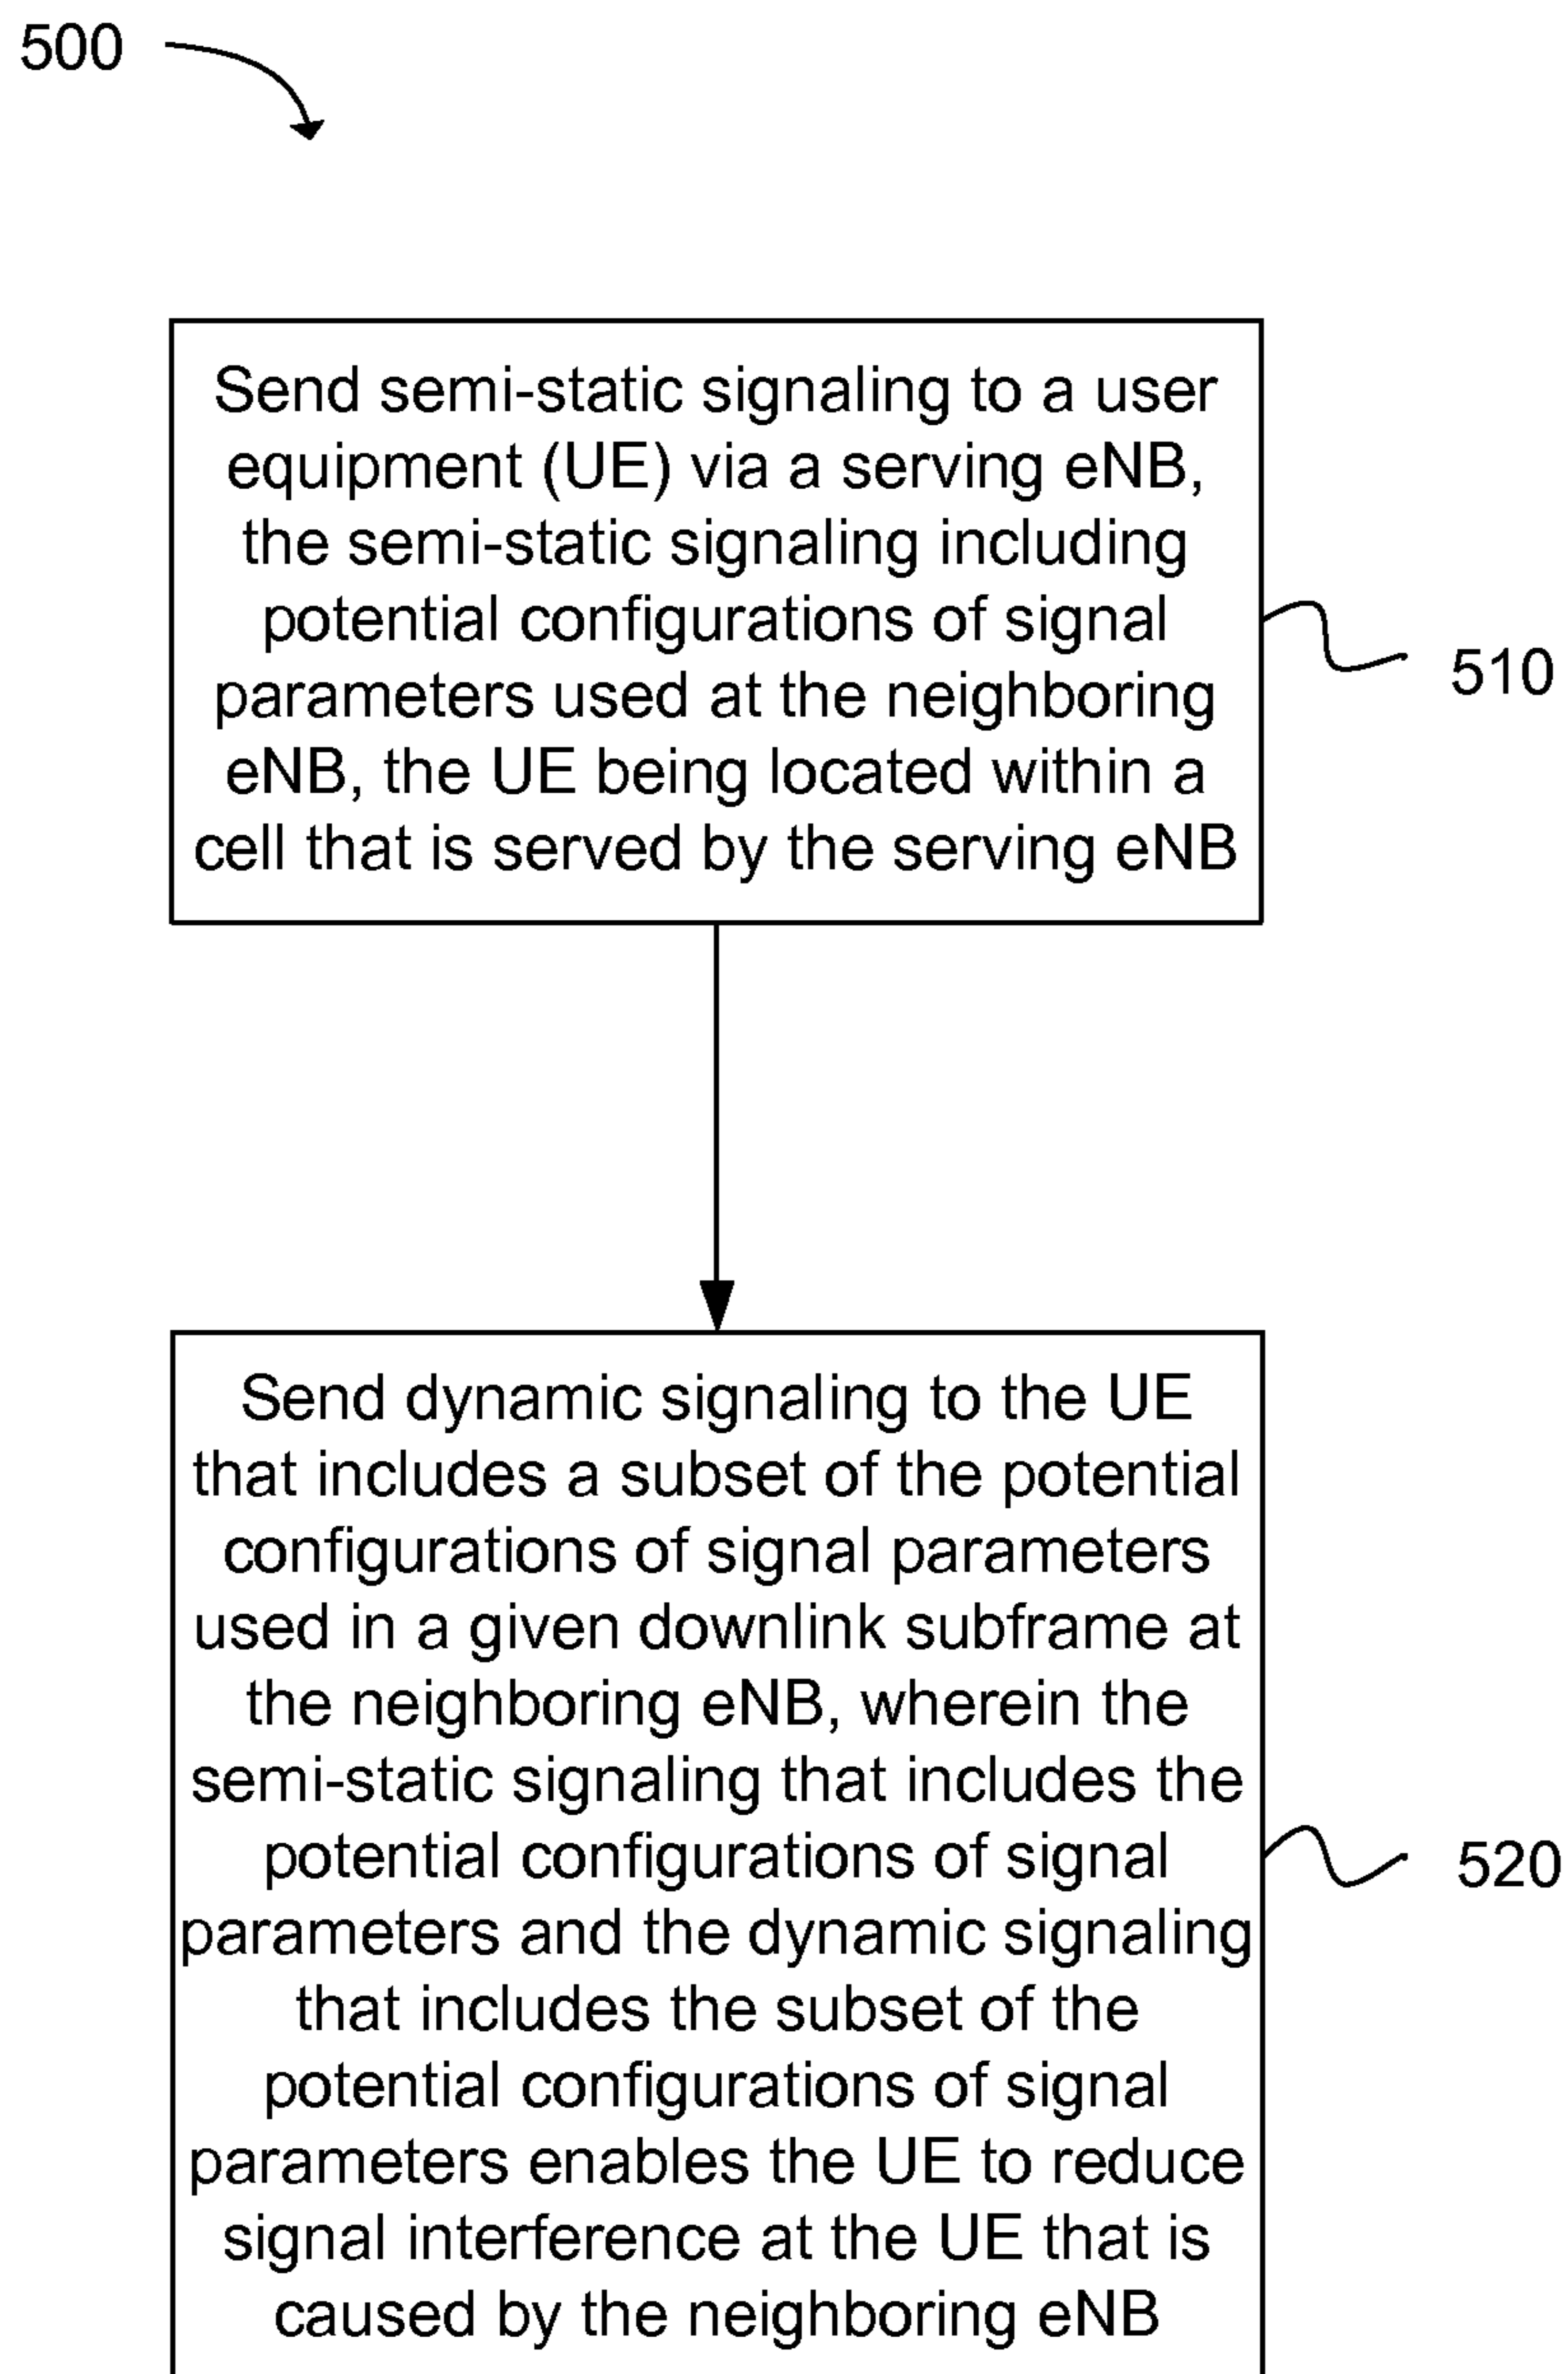 500
Send semi-static signaling to a user
equipment (UE) via a serving eNB,
the semi-static signaling including
potential configurations of signal
parameters used at the neighboring
eNB, the UE being located within a
cell that is served by the serving eNB
510
Send dynamic signaling to the UE
that includes a subset of the potential
configurations of signal parameters
used in a given downlink subframe at
the neighboring eNB, wherein the
semi-static signaling that includes the
potential configurations of signal
parameters and the dynamic signaling
that includes the subset of the
potential configurations of signal
parameters enables the UE to reduce
signal interference at the UE that is
caused by the neighboring eNB
520